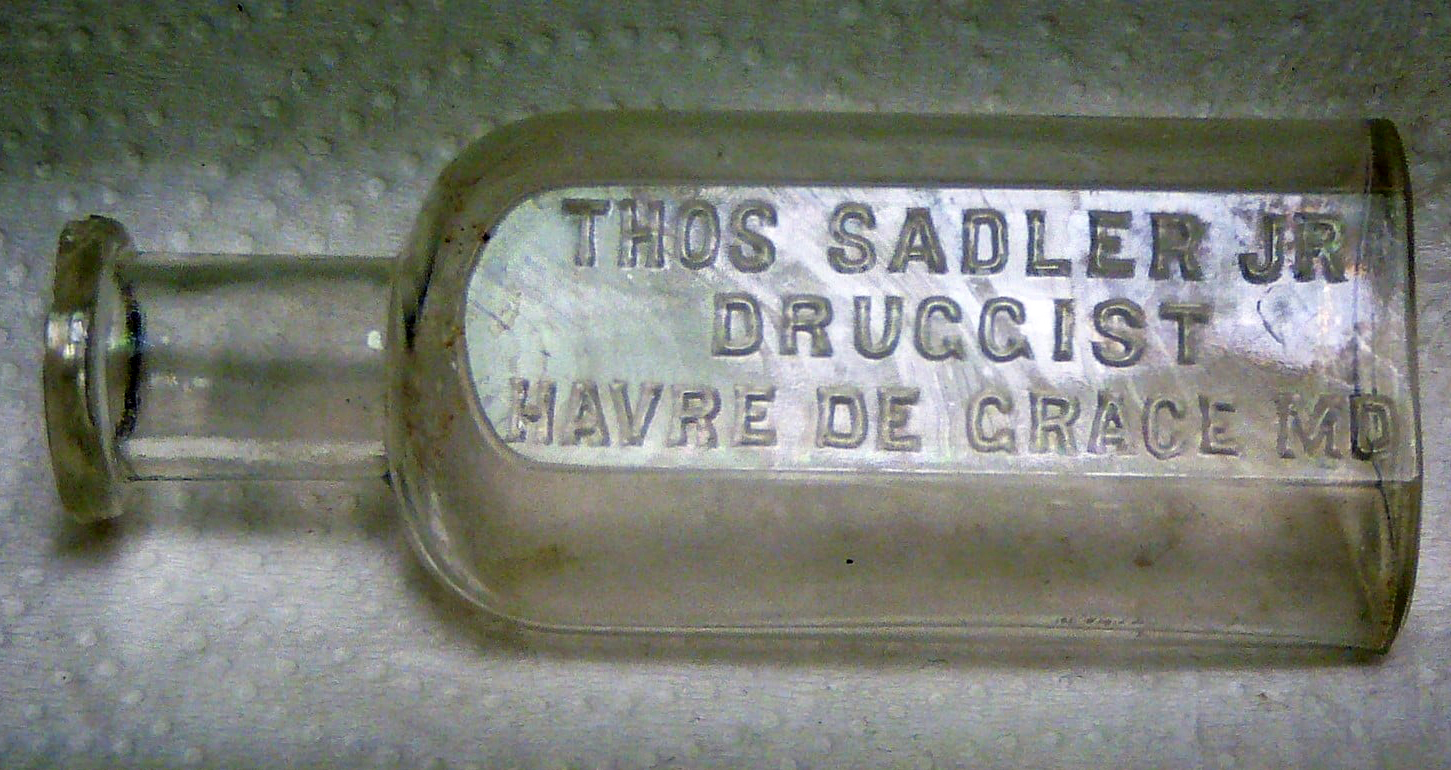 THOS SADLER JR
DRUGGIST
HAVRE DE GRACE MD